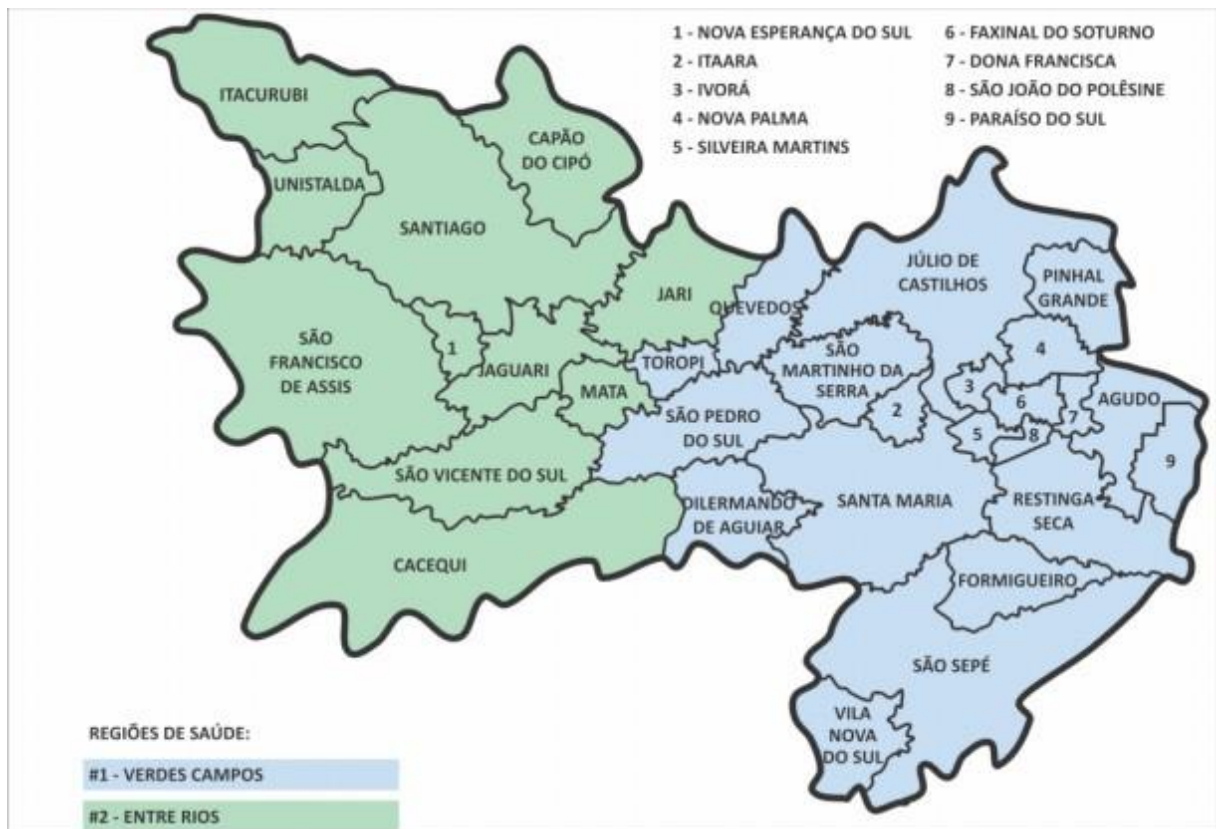 1 - NOVA ESPERANÇA DO SUL
2 - ITAARA
3 - IVORÁ
4 - NOVA PALMA
5 - SILVEIRA MARTINS
6 - FAXINAL DO SOTURNO
7 - DONA FRANCISCA
8 - SÃO JOÃO DO POLÊSINE
9 - PARAÍSO DO SUL
ITACURUBI
CAPÃO
DO CIPÓ
UNISTALDA
SANTIAGO
JÚLIO DE
CASTILHOS
PINHAL
GRANDE
JARI
QUEVEDOS
SÃO
FRANCISCO
DE ASSIS
1
JAGUARI
TOROPI
SÃO
MARTINHO DA
SERRA
4
MATA
3
6
7
AGUDO
2
SÃO PEDRO
DO SUL
5
8
9
SÃO VICENTE DO SUL
DILERMANDO
DE AGUIAR
SANTA MARIA
RESTINGA
SECA
CACEQUI
FORMIGUEIRO
SÃO SEPÉ
VILA
NOVA
DO SUL
REGIÕES DE SAÚDE:
#1 - VERDES CAMPOS
#2 - ENTRE RIOS